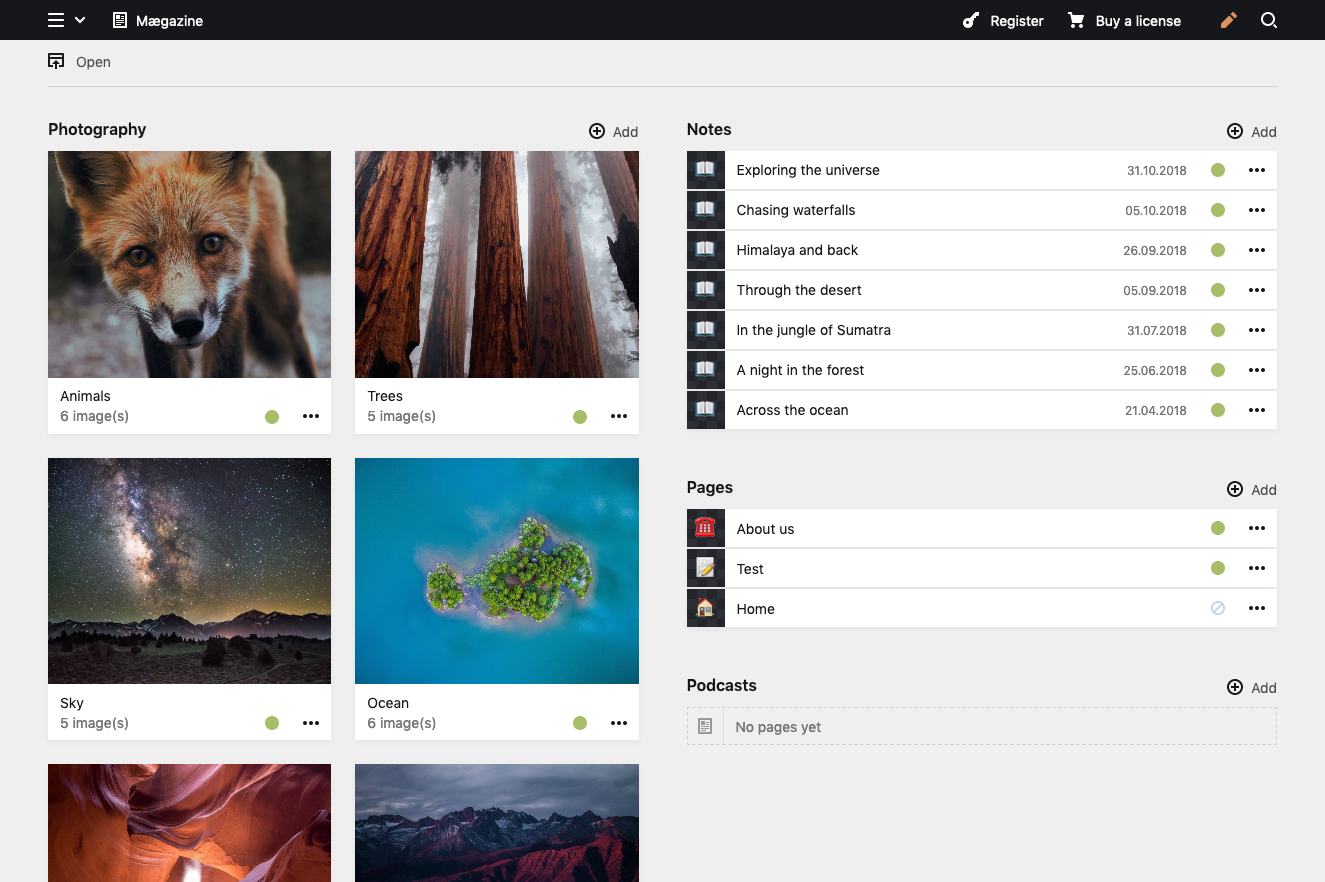 Mægazine
Register
Buy a license
Open
Photography
Add
Animals
6 image(s)
Trees
5 image(s)
Sky
5 image(s)
Ocean
6 image(s)
Notes
Add
Exploring the universe 31.10.2018
Chasing waterfalls 05.10.2018
Himalaya and back 26.09.2018
Through the desert 05.09.2018
In the jungle of Sumatra 31.07.2018
A night in the forest 25.06.2018
Across the ocean 21.04.2018
Pages
Add
About us
Test
Home
Podcasts
Add
No pages yet